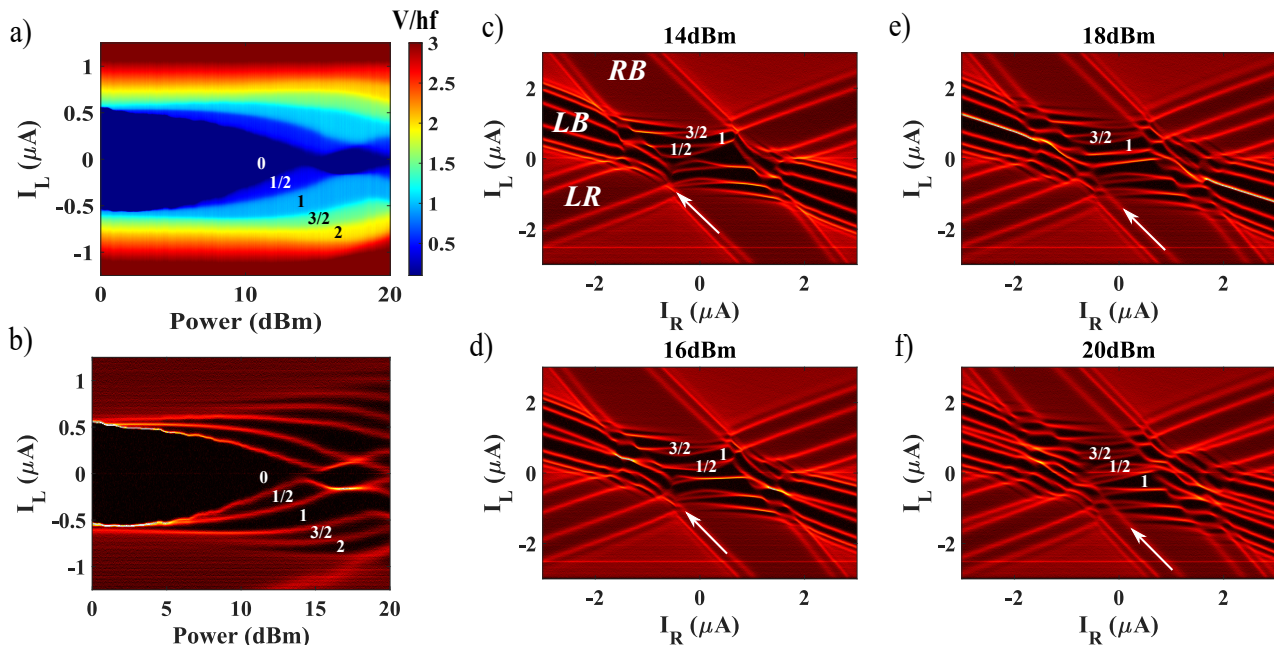 a)
V/hf
3
2.5
2
1.5
1
0.5
1
0.5
0
-0.5
-1
I_L (μA)
0
1/2
1
3/2
2
0 10 20
Power (dBm)
b)
1
0.5
0
-0.5
-1
I_L (μA)
0
1/2
1
3/2
2
0 5 10 15 20
Power (dBm)
c)
14dBm
RB
LB
LR
3/2
1
1/2
2
0
-2
I_L (μA)
-2 0 2
I_R (μA)
d)
16dBm
3/2
1
1/2
2
0
-2
I_L (μA)
-2 0 2
I_R (μA)
e)
18dBm
3/2
1
2
0
-2
I_L (μA)
-2 0 2
I_R (μA)
f)
20dBm
3/2
1/2
1
2
0
-2
I_L (μA)
-2 0 2
I_R (μA)